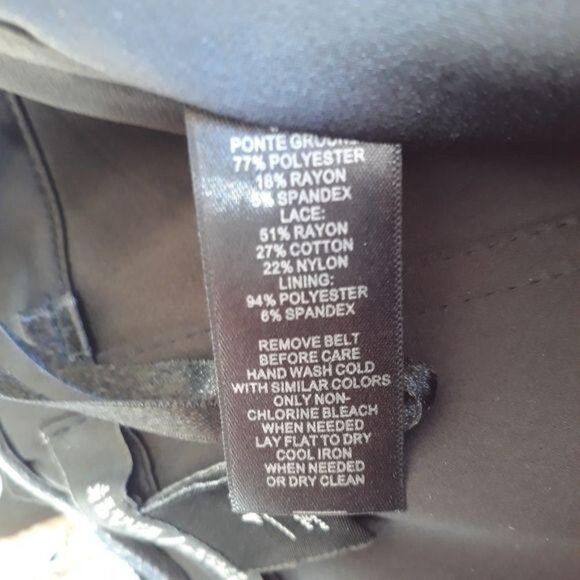 PONTE GROUND:
77% POLYESTER
18% RAYON
5% SPANDEX
LACE:
51% RAYON
27% COTTON
22% NYLON
LINING:
94% POLYESTER
6% SPANDEX
REMOVE BELT
BEFORE CARE
HAND WASH COLD
WITH SIMILAR COLORS
ONLY NON-
CHLORINE BLEACH
WHEN NEEDED
LAY FLAT TO DRY
COOL IRON
WHEN NEEDED
OR DRY CLEAN